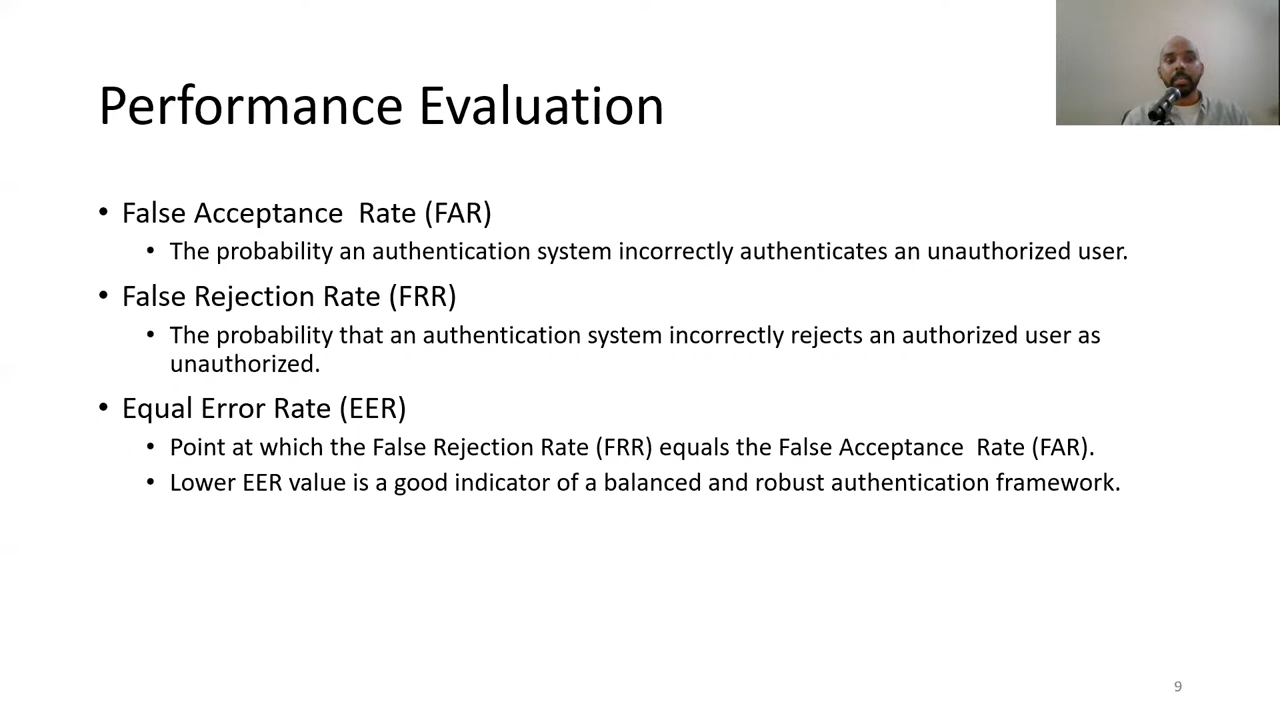 Performance Evaluation
• False Acceptance  Rate (FAR)
• The probability an authentication system incorrectly authenticates an unauthorized user.
• False Rejection Rate (FRR)
• The probability that an authentication system incorrectly rejects an authorized user as
unauthorized.
• Equal Error Rate (EER)
• Point at which the False Rejection Rate (FRR) equals the False Acceptance  Rate (FAR).
• Lower EER value is a good indicator of a balanced and robust authentication framework.
9